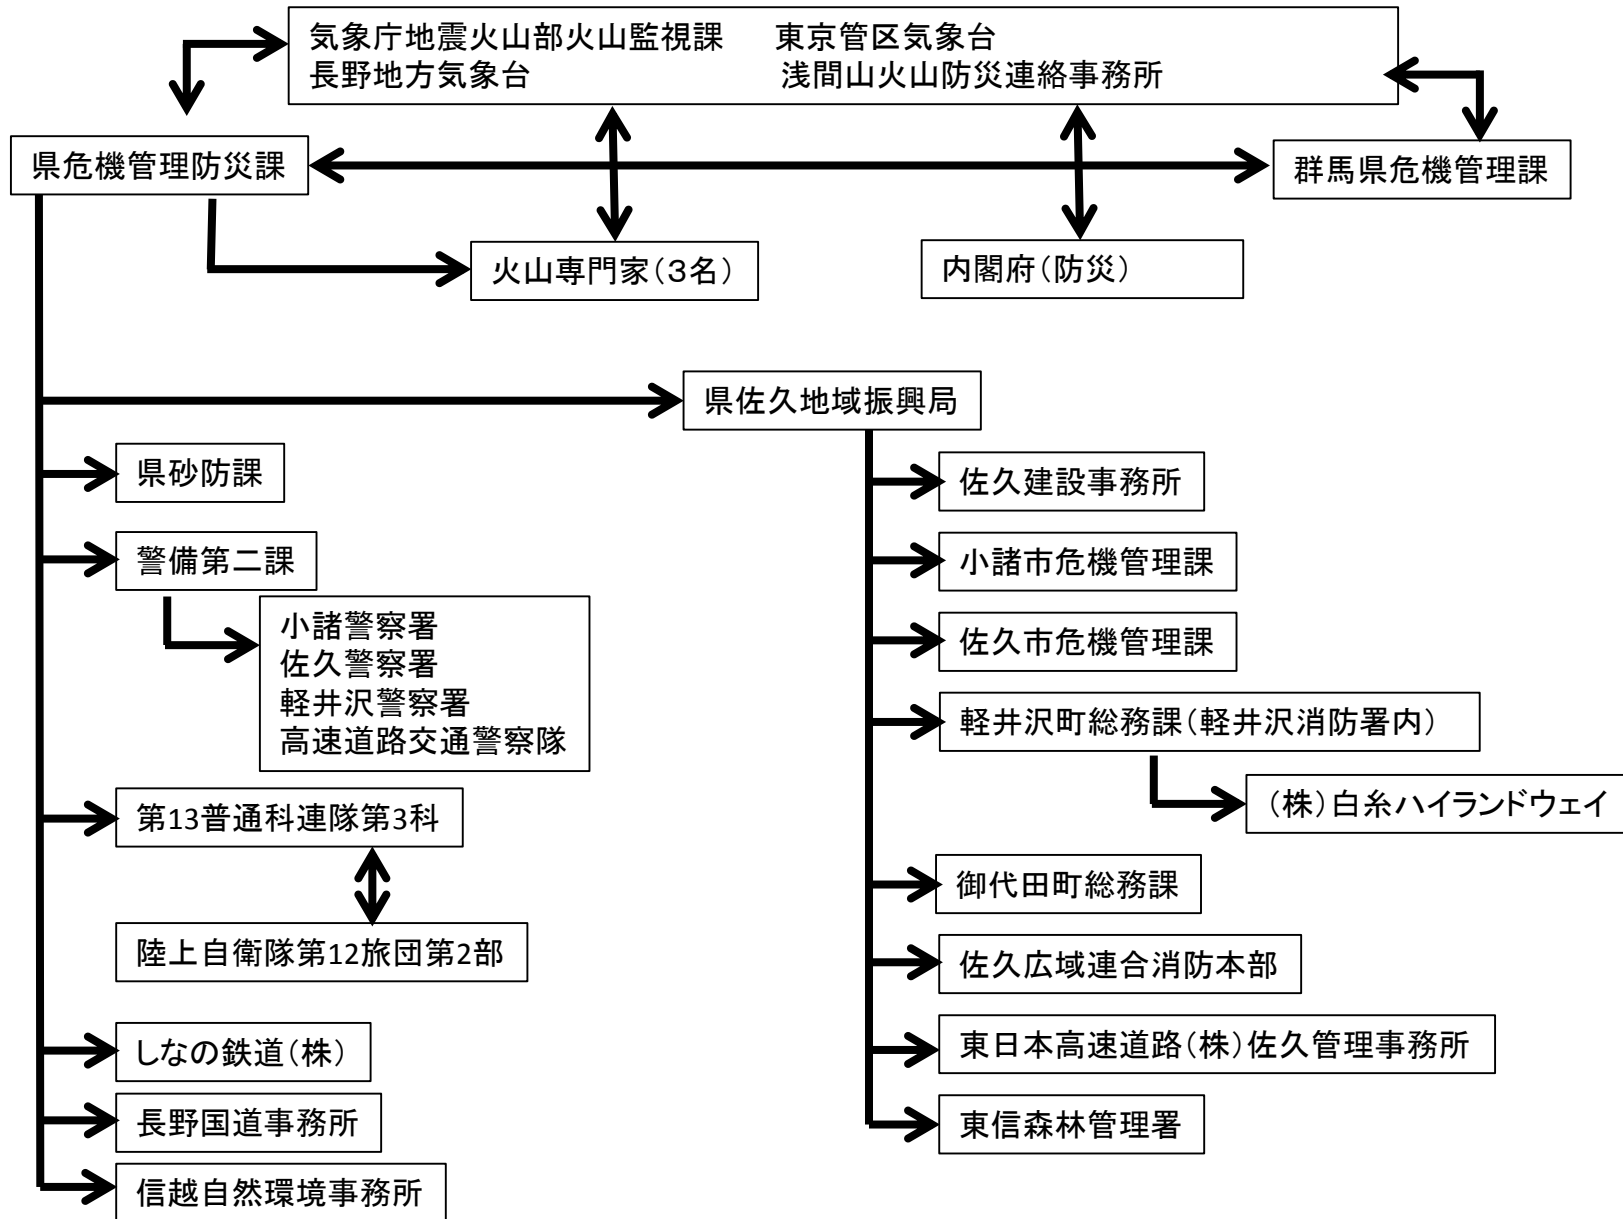 気象庁地震火山部火山監視課　東京管区気象台
長野地方気象台　浅間山火山防災連絡事務所
県危機管理防災課
群馬県危機管理課
火山専門家（３名）
内閣府（防災）
県佐久地域振興局
県砂防課
警備第二課
小諸警察署
佐久警察署
軽井沢警察署
高速道路交通警察隊
第13普通科連隊第3科
陸上自衛隊第12旅団第2部
しなの鉄道（株）
長野国道事務所
信越自然環境事務所
佐久建設事務所
小諸市危機管理課
佐久市危機管理課
軽井沢町総務課（軽井沢消防署内）
（株）白糸ハイランドウェイ
御代田町総務課
佐久広域連合消防本部
東日本高速道路（株）佐久管理事務所
東信森林管理署